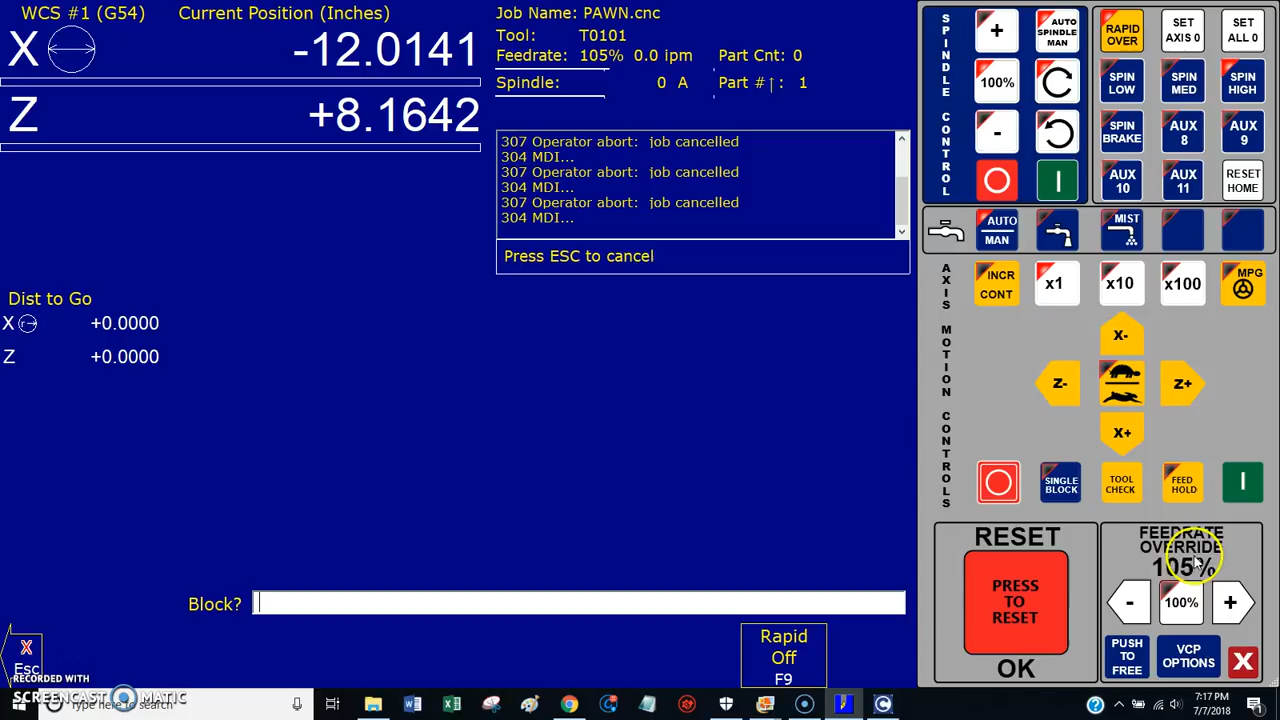 WCS #1 (G54)
Current Position (Inches)
X
-12.0141
Z
+8.1642
Job Name: PAWN.cnc
Tool: T0101
Feedrate: 105% 0.0 ipm Part Cnt: 0
Spindle: 0 A Part #↑: 1
307 Operator abort: job cancelled
304 MDI...
307 Operator abort: job cancelled
304 MDI...
307 Operator abort: job cancelled
304 MDI...
Press ESC to cancel
Dist to Go
X +0.0000
Z +0.0000
Block?
X
Esc
Rapid
Off
F9
RECORDED WITH
SCREENCAST MATIC
Type here to search
SPINDLE CONTROL
+
AUTO
SPINDLE
MAN
100%
-
RAPID
OVER
SET
AXIS 0
SET
ALL 0
SPIN
LOW
SPIN
MED
SPIN
HIGH
SPIN
BRAKE
AUX
8
AUX
9
AUX
10
AUX
11
RESET
HOME
AUTO
MAN
MIST
AXIS MOTION CONTROLS
INCR
CONT
x1
x10
x100
MPG
X-
Z-
Z+
X+
SINGLE
BLOCK
TOOL
CHECK
FEED
HOLD
RESET
PRESS
TO
RESET
OK
FEEDRATE
OVERRIDE
105%
-
100%
+
PUSH
TO
FREE
VCP
OPTIONS
X
7:17 PM
7/7/2018